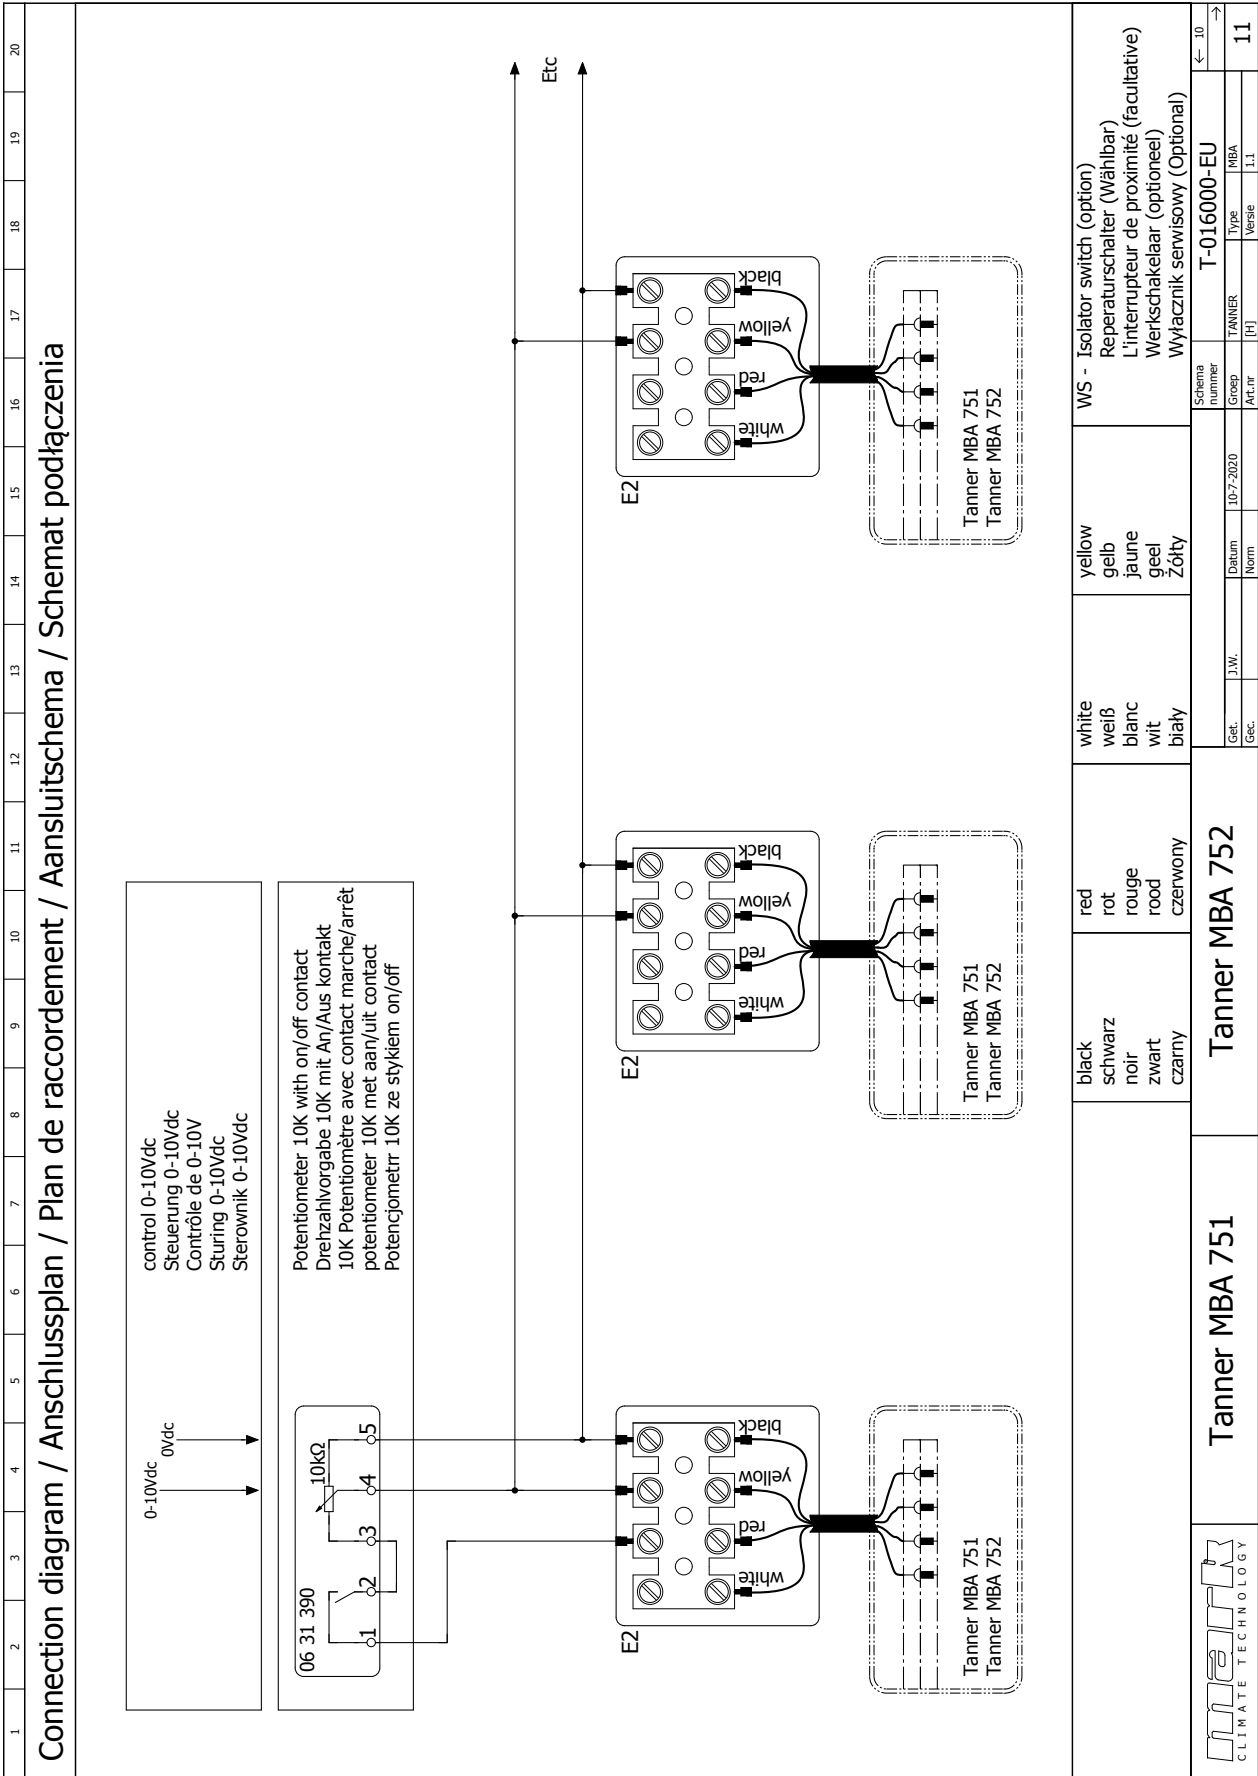 1 2 3 4 5 6 7 8 9 10 11 12 13 14 15 16 17 18 19 20
Connection diagram / Anschlussplan / Plan de raccordement / Aansluitschema / Schemat podłączenia
0-10Vdc
0Vdc
control 0-10Vdc
Steuerung 0-10Vdc
Contrôle de 0-10V
Sturing 0-10Vdc
Sterownik 0-10Vdc
06 31 390
10kΩ
1 2 3 4 5
Potentiometer 10K with on/off contact
Drehzahlvorgabe 10K mit An/Aus kontakt
10K Potentiomètre avec contact marche/arrêt
potentiometer 10K met aan/uit contact
Potencjometrr 10K ze stykiem on/off
Etc
E2
white red yellow black
Tanner MBA 751
Tanner MBA 752
E2
white red yellow black
Tanner MBA 751
Tanner MBA 752
E2
white red yellow black
Tanner MBA 751
Tanner MBA 752
black
schwarz
noir
zwart
czarny
red
rot
rouge
rood
czerwony
white
weiß
blanc
wit
biały
yellow
gelb
jaune
geel
Żółty
WS - Isolator switch (option)
Reperaturschalter (Wählbar)
L'interrupteur de proximité (facultative)
Werkschakelaar (optioneel)
Wyłacznik serwisowy (Optional)
mark
CLIMATE TECHNOLOGY
Tanner MBA 751
Tanner MBA 752
Get. J.W. Datum 10-7-2020
Gec. Norm
Schema
nummer
T-016000-EU
Groep TANNER Type MBA
Art.nr [H] Versie 1.1
← 10 →
11